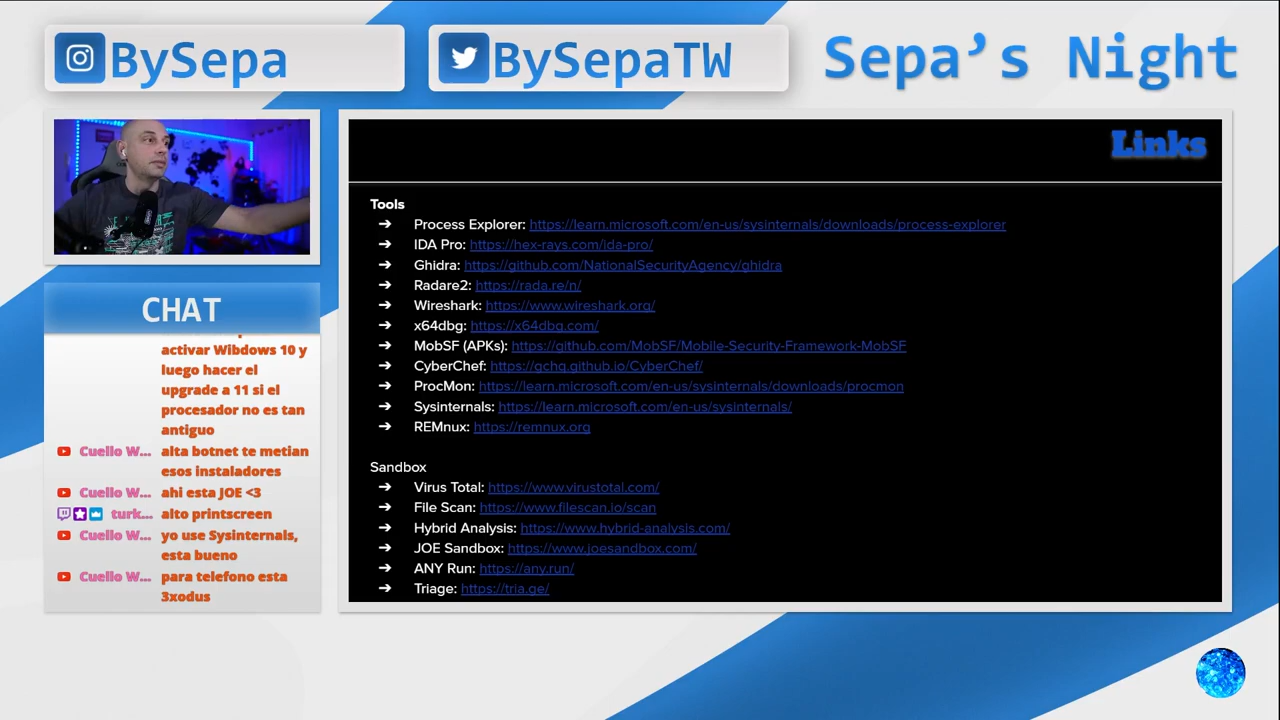 BySepa
BySepaTW
Sepa's Night
Links
Tools
➔ Process Explorer: https://learn.microsoft.com/en-us/sysinternals/downloads/process-explorer
➔ IDA Pro: https://hex-rays.com/ida-pro/
➔ Ghidra: https://github.com/NationalSecurityAgency/ghidra
➔ Radare2: https://rada.re/n/
➔ Wireshark: https://www.wireshark.org/
➔ x64dbg: https://x64dbg.com/
➔ MobSF (APKs): https://github.com/MobSF/Mobile-Security-Framework-MobSF
➔ CyberChef: https://gchq.github.io/CyberChef/
➔ ProcMon: https://learn.microsoft.com/en-us/sysinternals/downloads/procmon
➔ Sysinternals: https://learn.microsoft.com/en-us/sysinternals/
➔ REMnux: https://remnux.org
Sandbox
➔ Virus Total: https://www.virustotal.com/
➔ File Scan: https://www.filescan.io/scan
➔ Hybrid Analysis: https://www.hybrid-analysis.com/
➔ JOE Sandbox: https://www.joesandbox.com/
➔ ANY Run: https://any.run/
➔ Triage: https://tria.ge/
CHAT
activar Wibdows 10 y
luego hacer el
upgrade a 11 si el
procesador no es tan
antiguo
Cuello W... alta botnet te metian
esos instaladores
Cuello W... ahi esta JOE <3
turk... alto printscreen
Cuello W... yo use Sysinternals,
esta bueno
Cuello W... para telefono esta
3xodus